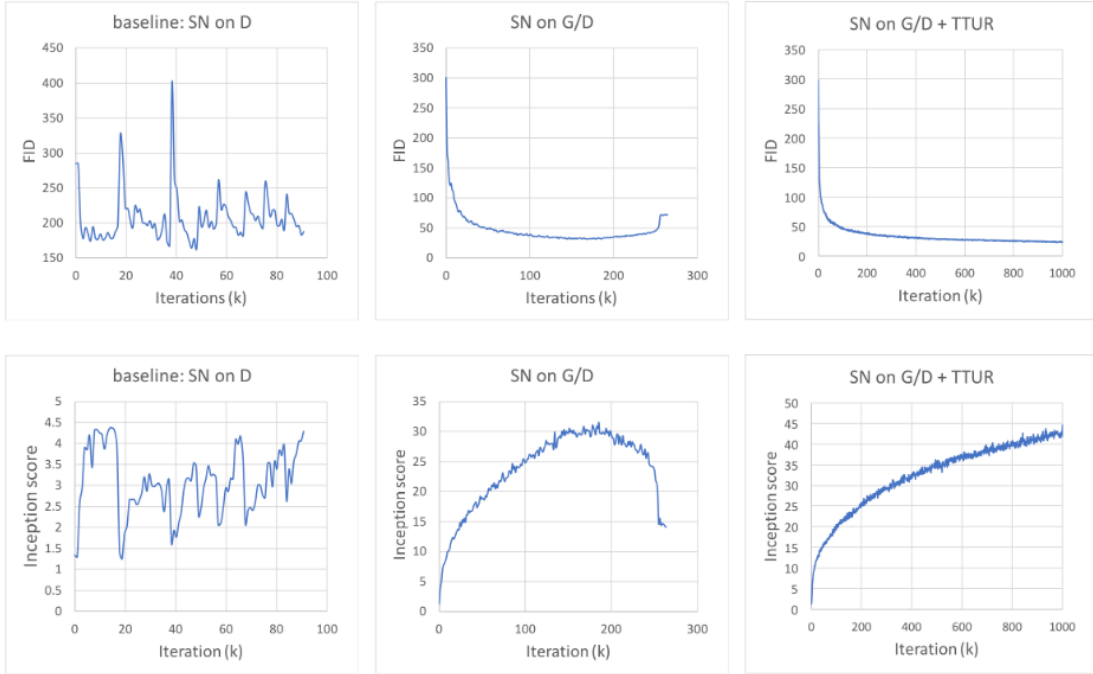 baseline: SN on D
450
400
350
300
250
200
150
FID
0 20 40 60 80 100
Iterations (k)
SN on G/D
350
300
250
200
150
100
50
0
FID
0 100 200 300
Iterations (k)
SN on G/D + TTUR
350
300
250
200
150
100
50
0
FID
0 200 400 600 800 1000
Iteration (k)
baseline: SN on D
5
4.5
4
3.5
3
2.5
2
1.5
1
0.5
0
Inception score
0 20 40 60 80 100
Iteration (k)
SN on G/D
35
30
25
20
15
10
5
0
Inception score
0 100 200 300
Iteration (k)
SN on G/D + TTUR
50
45
40
35
30
25
20
15
10
5
0
Inception score
0 200 400 600 800 1000
Iteration (k)